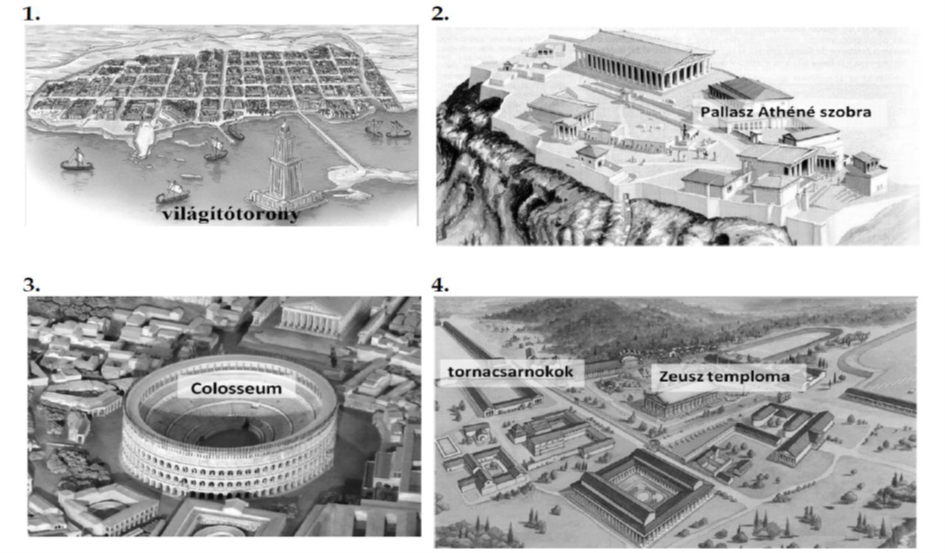 1.
2.
Pallasz Athéné szobra
világítótorony
3.
4.
Colosseum
tornacsarnokok
Zeusz temploma